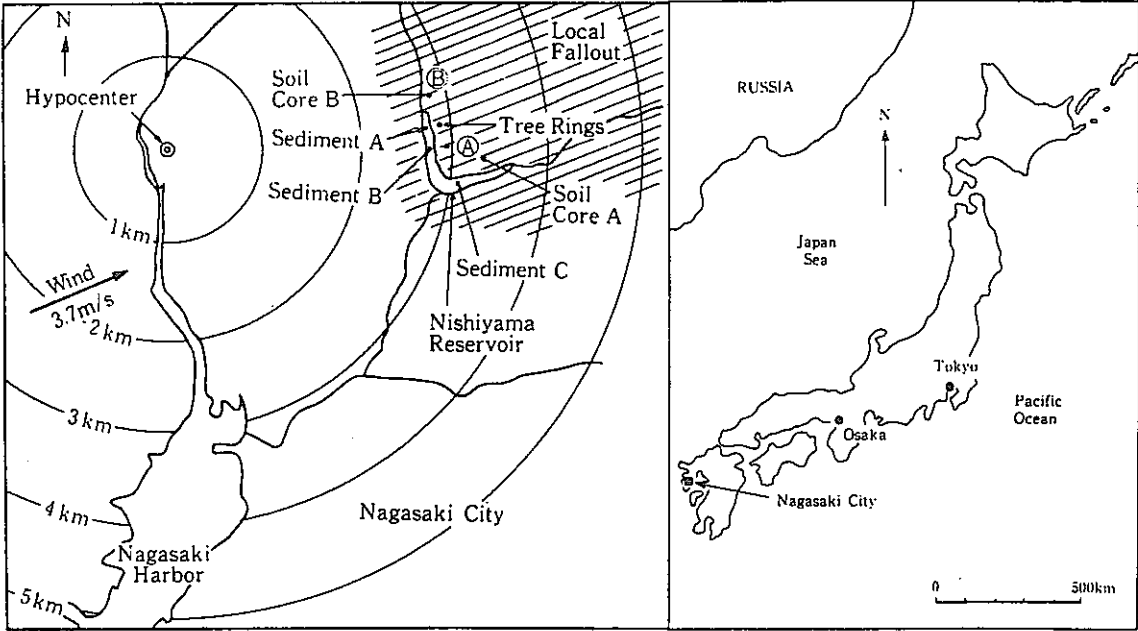 N
Hypocenter
1km
Wind
3.7m/s
2km
3km
4km
5km
Nagasaki
Harbor
Nagasaki City
Local
Fallout
Soil
Core B
B
Sediment A
Tree Rings
A
Sediment B
Soil
Core A
Sediment C
Nishiyama
Reservoir
RUSSIA
N
Japan
Sea
Tokyo
Pacific
Ocean
Osaka
Nagasaki City
0
500km